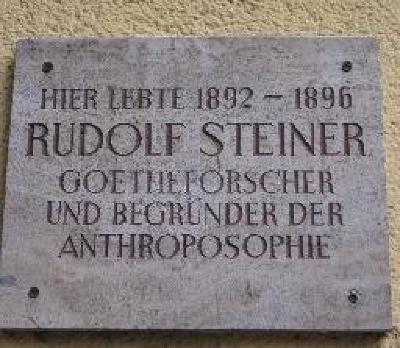 HIER LEBTE 1892 – 1896
RUDOLF STEINER
GOETHEFORSCHER
UND BEGRÜNDER DER
ANTHROPOSOPHIE